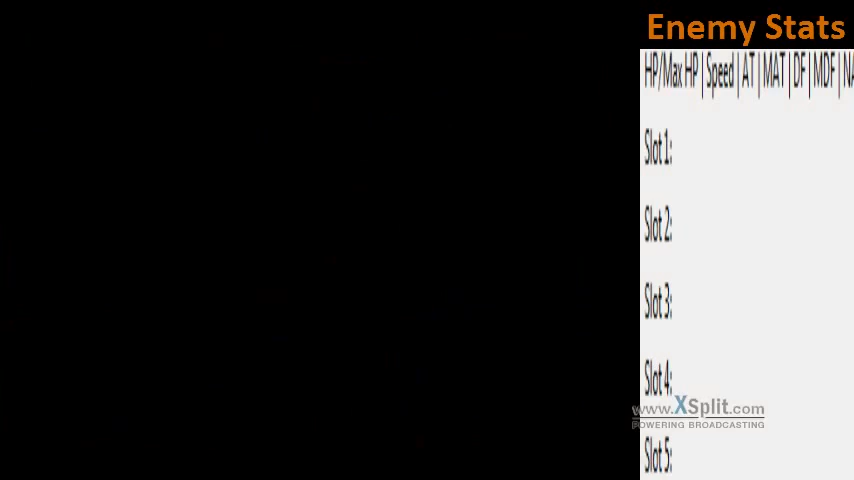 Enemy Stats
HP/Max HP | Speed | AT | MAT | DF | MDF | NA
Slot 1:
Slot 2:
Slot 3:
Slot 4:
www.XSplit.com
POWERING BROADCASTING
Slot 5: